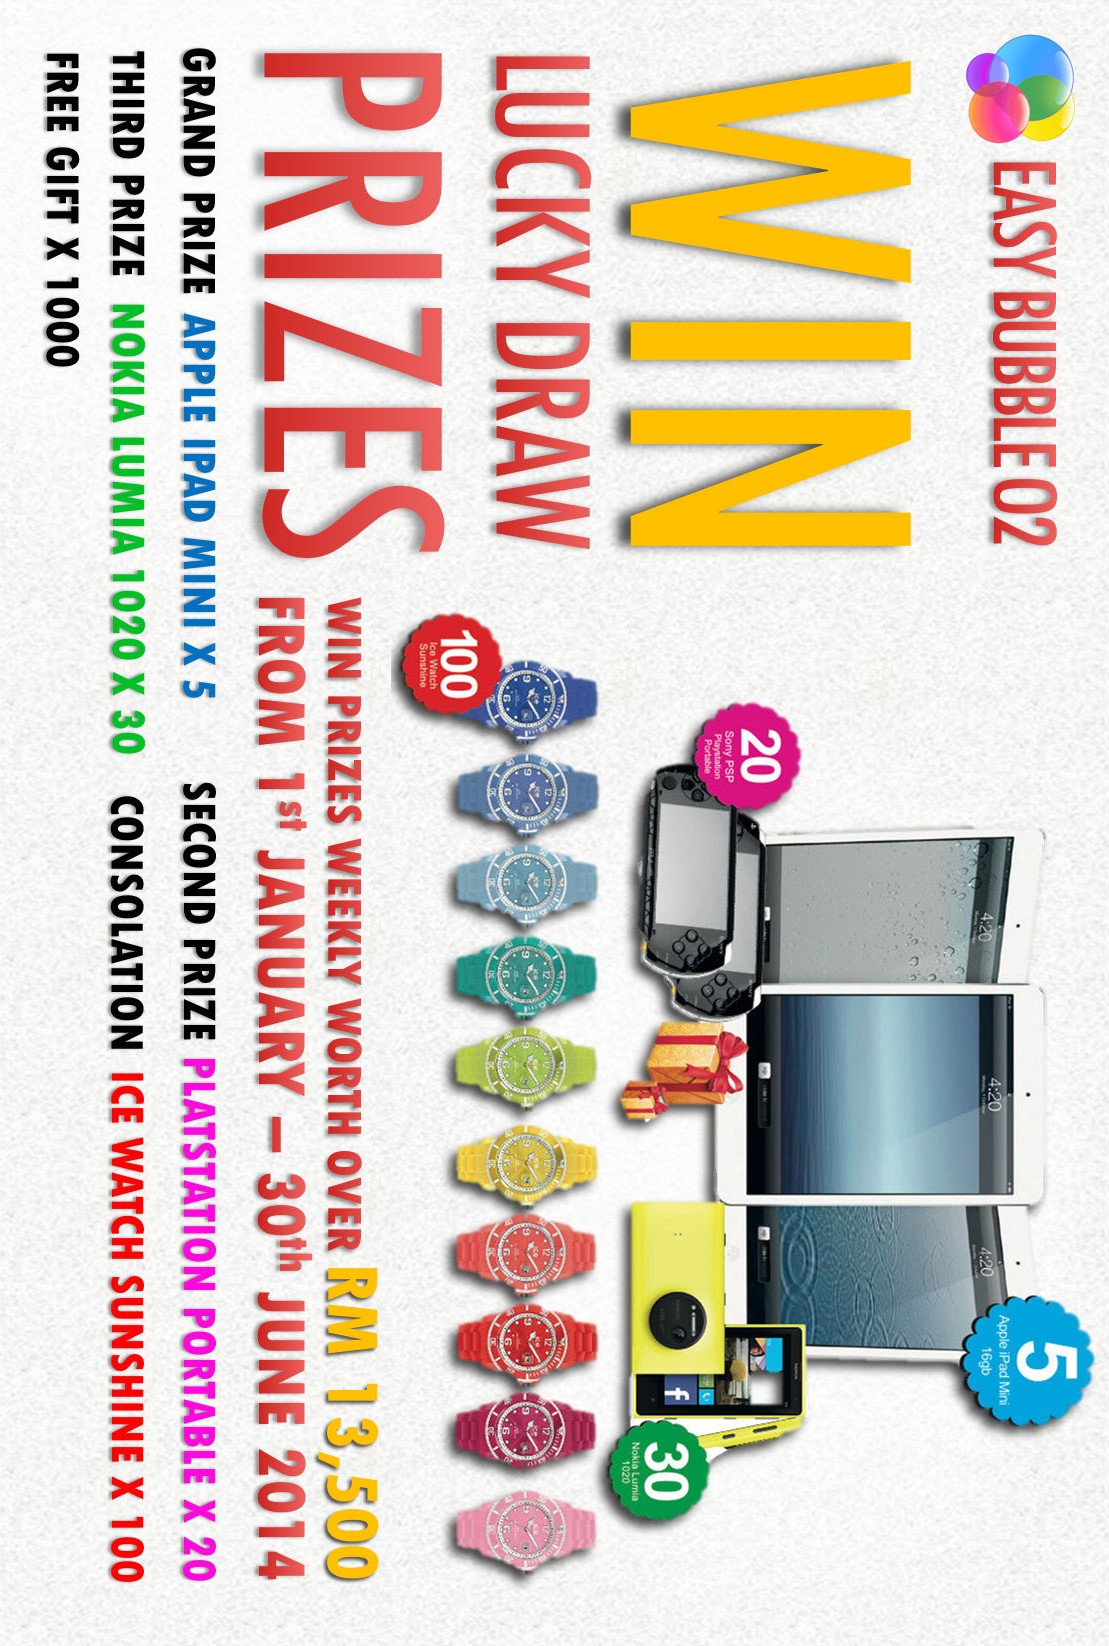 EASY BUBBLE O2
WIN
LUCKY DRAW
PRIZES
5
Apple iPad Mini
16gb
4:20
4:20
4:20
20
Sony PSP
Playstation
Portable
30
Nokia Lumia
1020
100
Ice Watch
Sunshine
WIN PRIZES WEEKLY WORTH OVER RM 13,500
FROM 1st JANUARY – 30th JUNE 2014
GRAND PRIZE APPLE IPAD MINI X 5 SECOND PRIZE PLATSTATION PORTABLE X 20
THIRD PRIZE NOKIA LUMIA 1020 X 30 CONSOLATION ICE WATCH SUNSHINE X 100
FREE GIFT X 1000